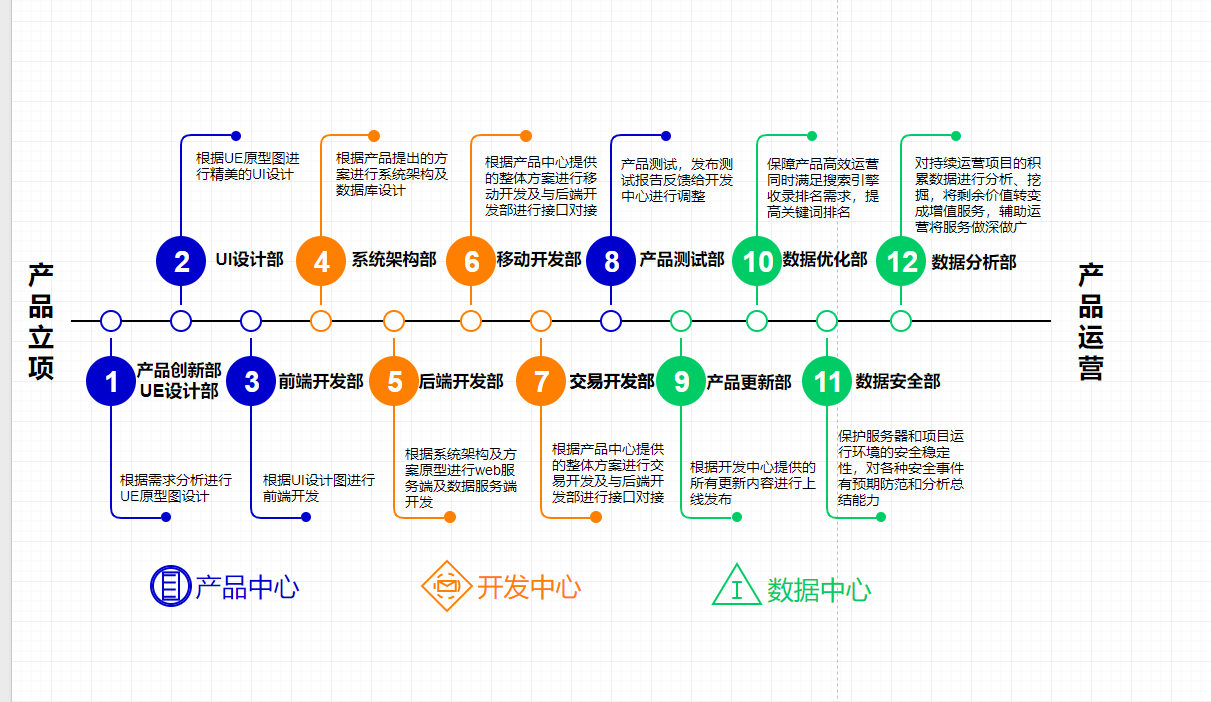 根据UE原型图进
行精美的UI设计
根据产品提出的方
案进行系统架构及
数据库设计
根据产品中心提供
的整体方案进行移
动开发及与后端开
发部进行接口对接
产品测试，发布测
试报告反馈给开发
中心进行调整
保障产品高效运营
同时满足搜索引擎
收录排名需求，提
高关键词排名
对持续运营项目的积
累数据进行分析、挖
掘，将剩余价值转变
成增值服务，辅助运
营将服务做深做广
2
UI设计部
4
系统架构部
6
移动开发部
8
产品测试部
10
数据优化部
12
数据分析部
产品立项
产品运营
1
产品创新部
UE设计部
3
前端开发部
5
后端开发部
7
交易开发部
9
产品更新部
11
数据安全部
根据需求分析进行
UE原型图设计
根据UI设计图进行
前端开发
根据系统架构及方
案原型进行web服
务端及数据服务端
开发
根据产品中心提供
的整体方案进行交
易开发及与后端开
发部进行接口对接
根据开发中心提供的
所有更新内容进行上
线发布
保护服务器和项目运
行环境的安全稳定
性，对各种安全事件
有预期防范和分析总
结能力
产品中心
开发中心
数据中心